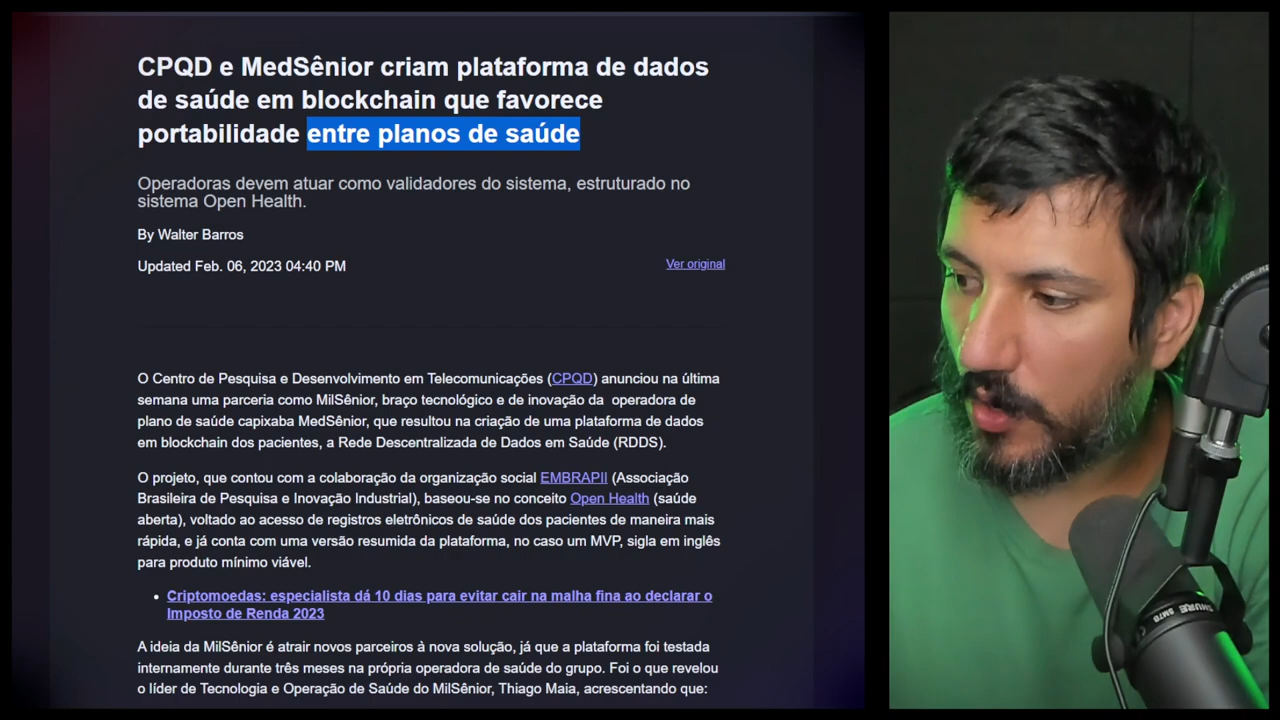 CPQD e MedSênior criam plataforma de dados
de saúde em blockchain que favorece
portabilidade entre planos de saúde
Operadoras devem atuar como validadores do sistema, estruturado no
sistema Open Health.
By Walter Barros
Updated Feb. 06, 2023 04:40 PM
Ver original
O Centro de Pesquisa e Desenvolvimento em Telecomunicações (CPQD) anunciou na última
semana uma parceria como MilSênior, braço tecnológico e de inovação da operadora de
plano de saúde capixaba MedSênior, que resultou na criação de uma plataforma de dados
em blockchain dos pacientes, a Rede Descentralizada de Dados em Saúde (RDDS).
O projeto, que contou com a colaboração da organização social EMBRAPII (Associação
Brasileira de Pesquisa e Inovação Industrial), baseou-se no conceito Open Health (saúde
aberta), voltado ao acesso de registros eletrônicos de saúde dos pacientes de maneira mais
rápida, e já conta com uma versão resumida da plataforma, no caso um MVP, sigla em inglês
para produto mínimo viável.
Criptomoedas: especialista dá 10 dias para evitar cair na malha fina ao declarar o
Imposto de Renda 2023
A ideia da MilSênior é atrair novos parceiros à nova solução, já que a plataforma foi testada
internamente durante três meses na própria operadora de saúde do grupo. Foi o que revelou
o líder de Tecnologia e Operação de Saúde do MilSênior, Thiago Maia, acrescentando que:
SHURE
SM7B